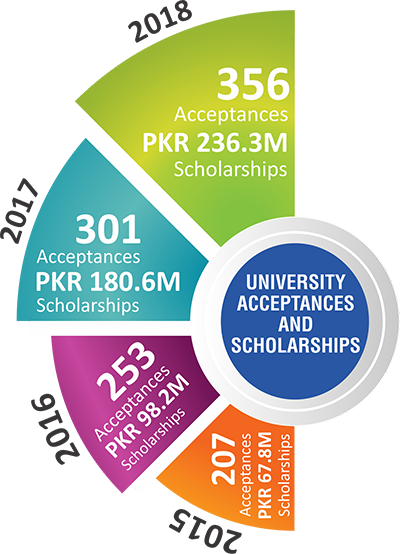 2018
356
Acceptances
PKR 236.3M
Scholarships
2017
301
Acceptances
PKR 180.6M
Scholarships
UNIVERSITY
ACCEPTANCES
AND
SCHOLARSHIPS
2016
253
Acceptances
PKR 98.2M
Scholarships
2015
207
Acceptances
PKR 67.8M
Scholarships